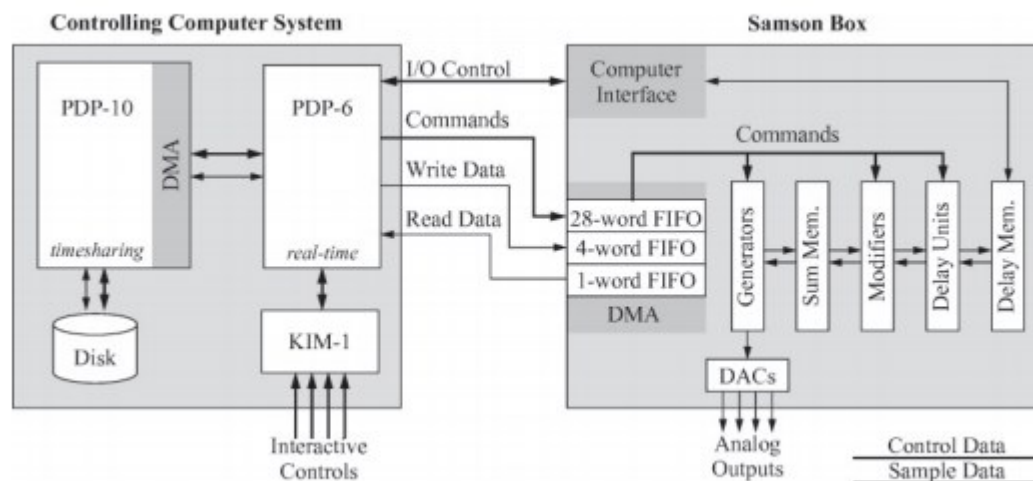 Controlling Computer System
Samson Box
PDP-10
DMA
timesharing
Disk
PDP-6
real-time
KIM-1
Interactive
Controls
I/O Control
Commands
Write Data
Read Data
Computer
Interface
Commands
28-word FIFO
4-word FIFO
1-word FIFO
DMA
Generators
Sum Mem.
Modifiers
Delay Units
Delay Mem.
DACs
Analog
Outputs
Control Data
Sample Data